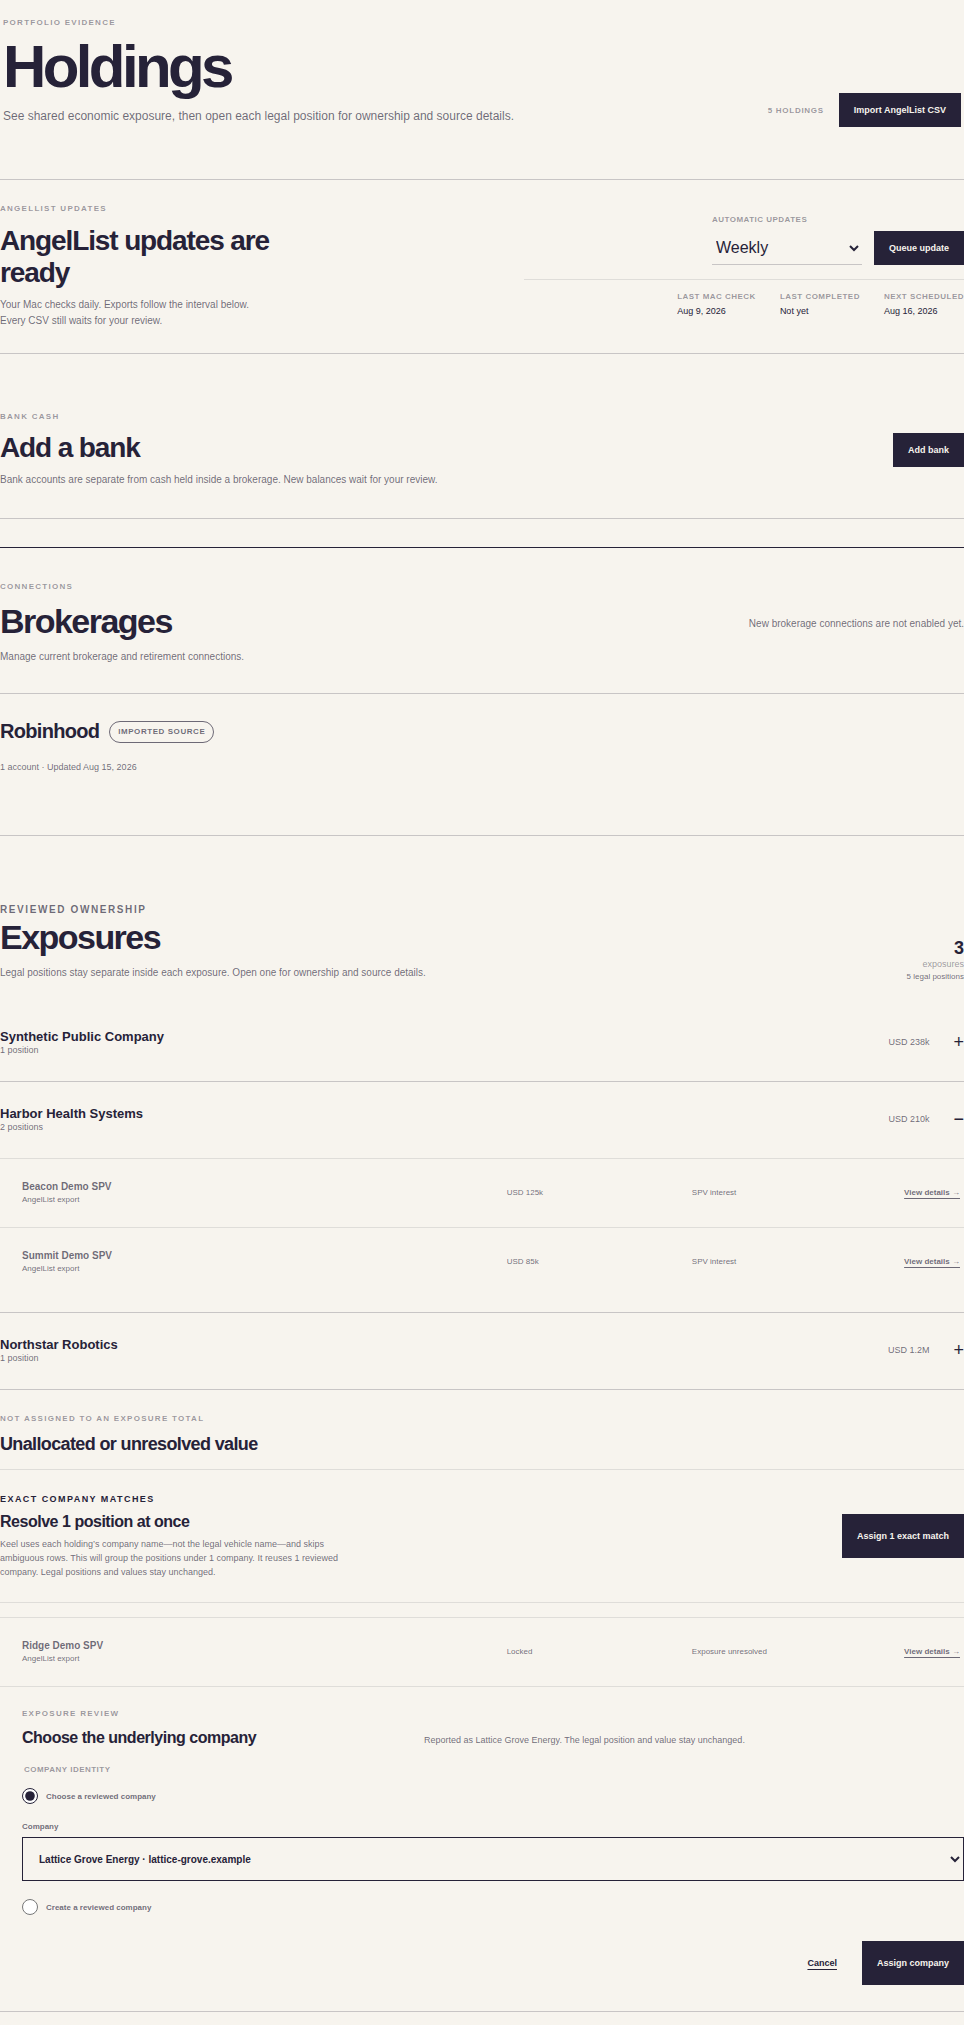 PORTFOLIO EVIDENCE
Holdings
See shared economic exposure, then open each legal position for ownership and source details.
5 HOLDINGS
Import AngelList CSV
ANGELLIST UPDATES
AngelList updates are
ready
Your Mac checks daily. Exports follow the interval below.
Every CSV still waits for your review.
AUTOMATIC UPDATES
Weekly
Queue update
LAST MAC CHECK
Aug 9, 2026
LAST COMPLETED
Not yet
NEXT SCHEDULED
Aug 16, 2026
BANK CASH
Add a bank
Bank accounts are separate from cash held inside a brokerage. New balances wait for your review.
Add bank
CONNECTIONS
Brokerages
Manage current brokerage and retirement connections.
New brokerage connections are not enabled yet.
Robinhood IMPORTED SOURCE
1 account · Updated Aug 15, 2026
REVIEWED OWNERSHIP
Exposures
Legal positions stay separate inside each exposure. Open one for ownership and source details.
3
exposures
5 legal positions
Synthetic Public Company
1 position
USD 238k +
Harbor Health Systems
2 positions
USD 210k −
Beacon Demo SPV
AngelList export
USD 125k
SPV interest
View details →
Summit Demo SPV
AngelList export
USD 85k
SPV interest
View details →
Northstar Robotics
1 position
USD 1.2M +
NOT ASSIGNED TO AN EXPOSURE TOTAL
Unallocated or unresolved value
EXACT COMPANY MATCHES
Resolve 1 position at once
Keel uses each holding's company name—not the legal vehicle name—and skips
ambiguous rows. This will group the positions under 1 company. It reuses 1 reviewed
company. Legal positions and values stay unchanged.
Assign 1 exact match
Ridge Demo SPV
AngelList export
Locked
Exposure unresolved
View details →
EXPOSURE REVIEW
Choose the underlying company
Reported as Lattice Grove Energy. The legal position and value stay unchanged.
COMPANY IDENTITY
Choose a reviewed company
Company
Lattice Grove Energy · lattice-grove.example
Create a reviewed company
Cancel
Assign company